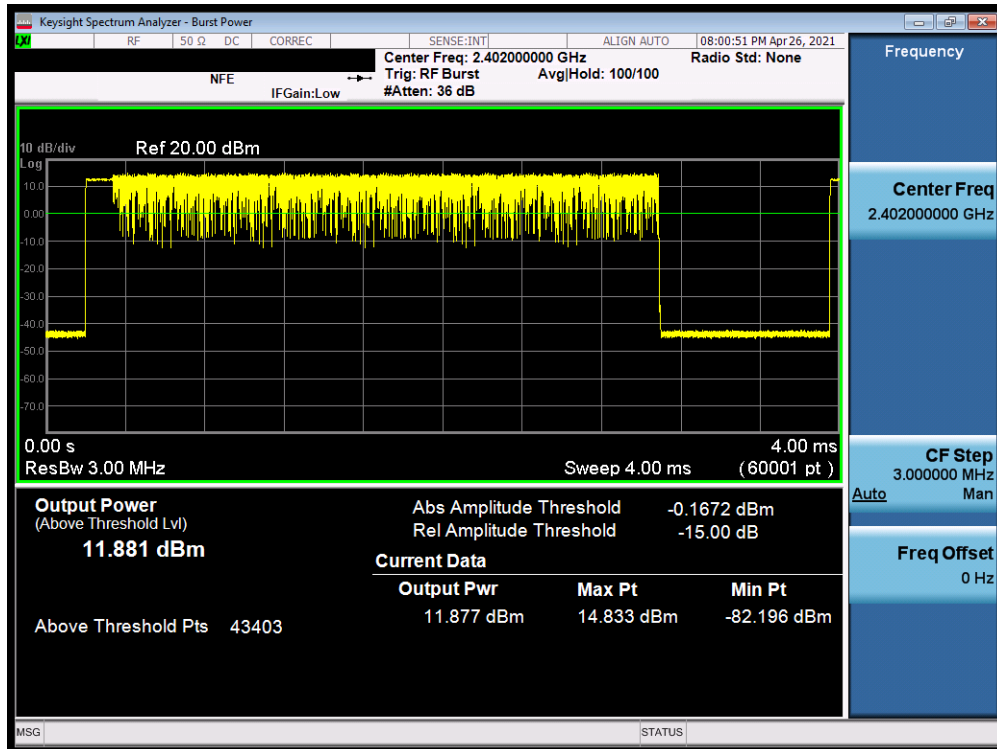 Keysight Spectrum Analyzer - Burst Power
LXI RF 50 Ω DC CORREC SENSE:INT ALIGN AUTO 08:00:51 PM Apr 26, 2021
Center Freq: 2.402000000 GHz Radio Std: None
NFE Trig: RF Burst Avg|Hold: 100/100
IFGain:Low #Atten: 36 dB
Frequency
10 dB/div Ref 20.00 dBm
Log
10.0
0.00
-10.0
-20.0
-30.0
-40.0
-50.0
-60.0
-70.0
0.00 s 4.00 ms
ResBw 3.00 MHz Sweep 4.00 ms (60001 pt )
Center Freq
2.402000000 GHz
CF Step
3.000000 MHz
Auto Man
Freq Offset
0 Hz
Output Power
(Above Threshold Lvl)
11.881 dBm
Above Threshold Pts 43403
Abs Amplitude Threshold -0.1672 dBm
Rel Amplitude Threshold -15.00 dB
Current Data
Output Pwr Max Pt Min Pt
11.877 dBm 14.833 dBm -82.196 dBm
MSG STATUS